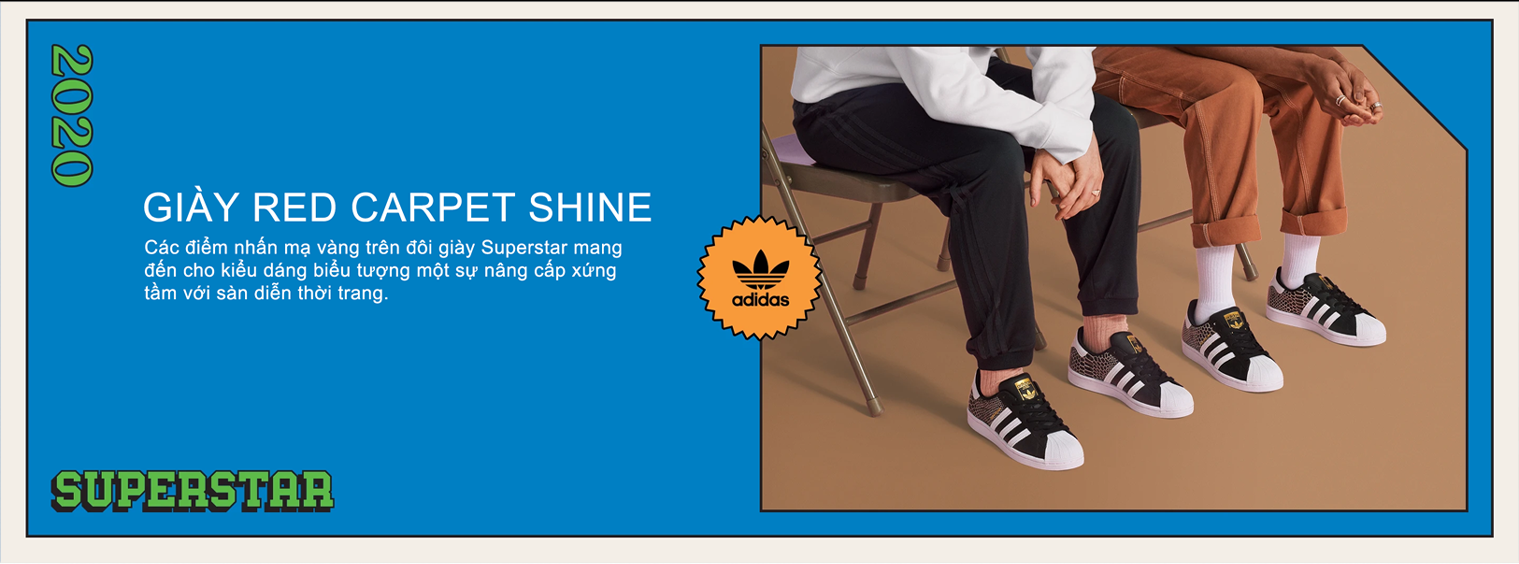 2020
GIÀY RED CARPET SHINE
Các điểm nhấn mạ vàng trên đôi giày Superstar mang
đến cho kiểu dáng biểu tượng một sự nâng cấp xứng
tầm với sàn diễn thời trang.
adidas
SUPERSTAR